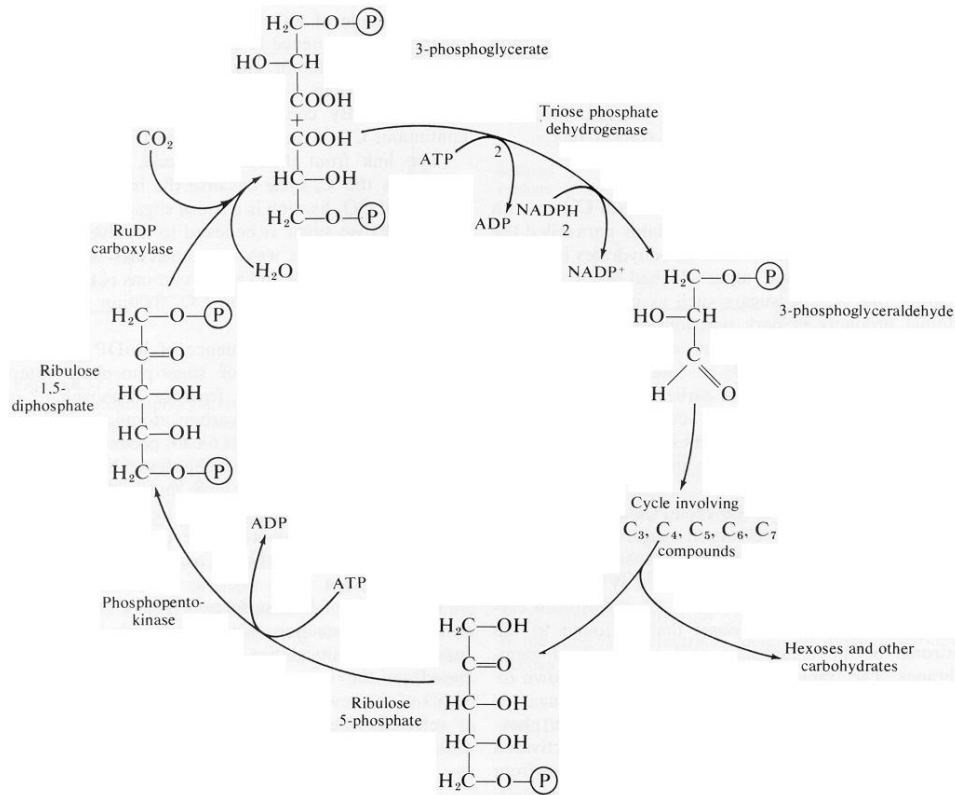 H₂C—O—P
3-phosphoglycerate
HO—CH
COOH
+
COOH
HC—OH
H₂C—O—P
CO₂
RuDP
carboxylase
H₂O
Triose phosphate
dehydrogenase
ATP
2
ADP
NADPH
2
NADP⁺
H₂C—O—P
HO—CH
C
H
O
3-phosphoglyceraldehyde
Cycle involving
C₃, C₄, C₅, C₆, C₇
compounds
Hexoses and other
carbohydrates
H₂C—OH
C=O
HC—OH
HC—OH
H₂C—O—P
Ribulose
5-phosphate
ATP
ADP
Phosphopento-
kinase
H₂C—O—P
C=O
HC—OH
HC—OH
H₂C—O—P
Ribulose
1,5-
diphosphate